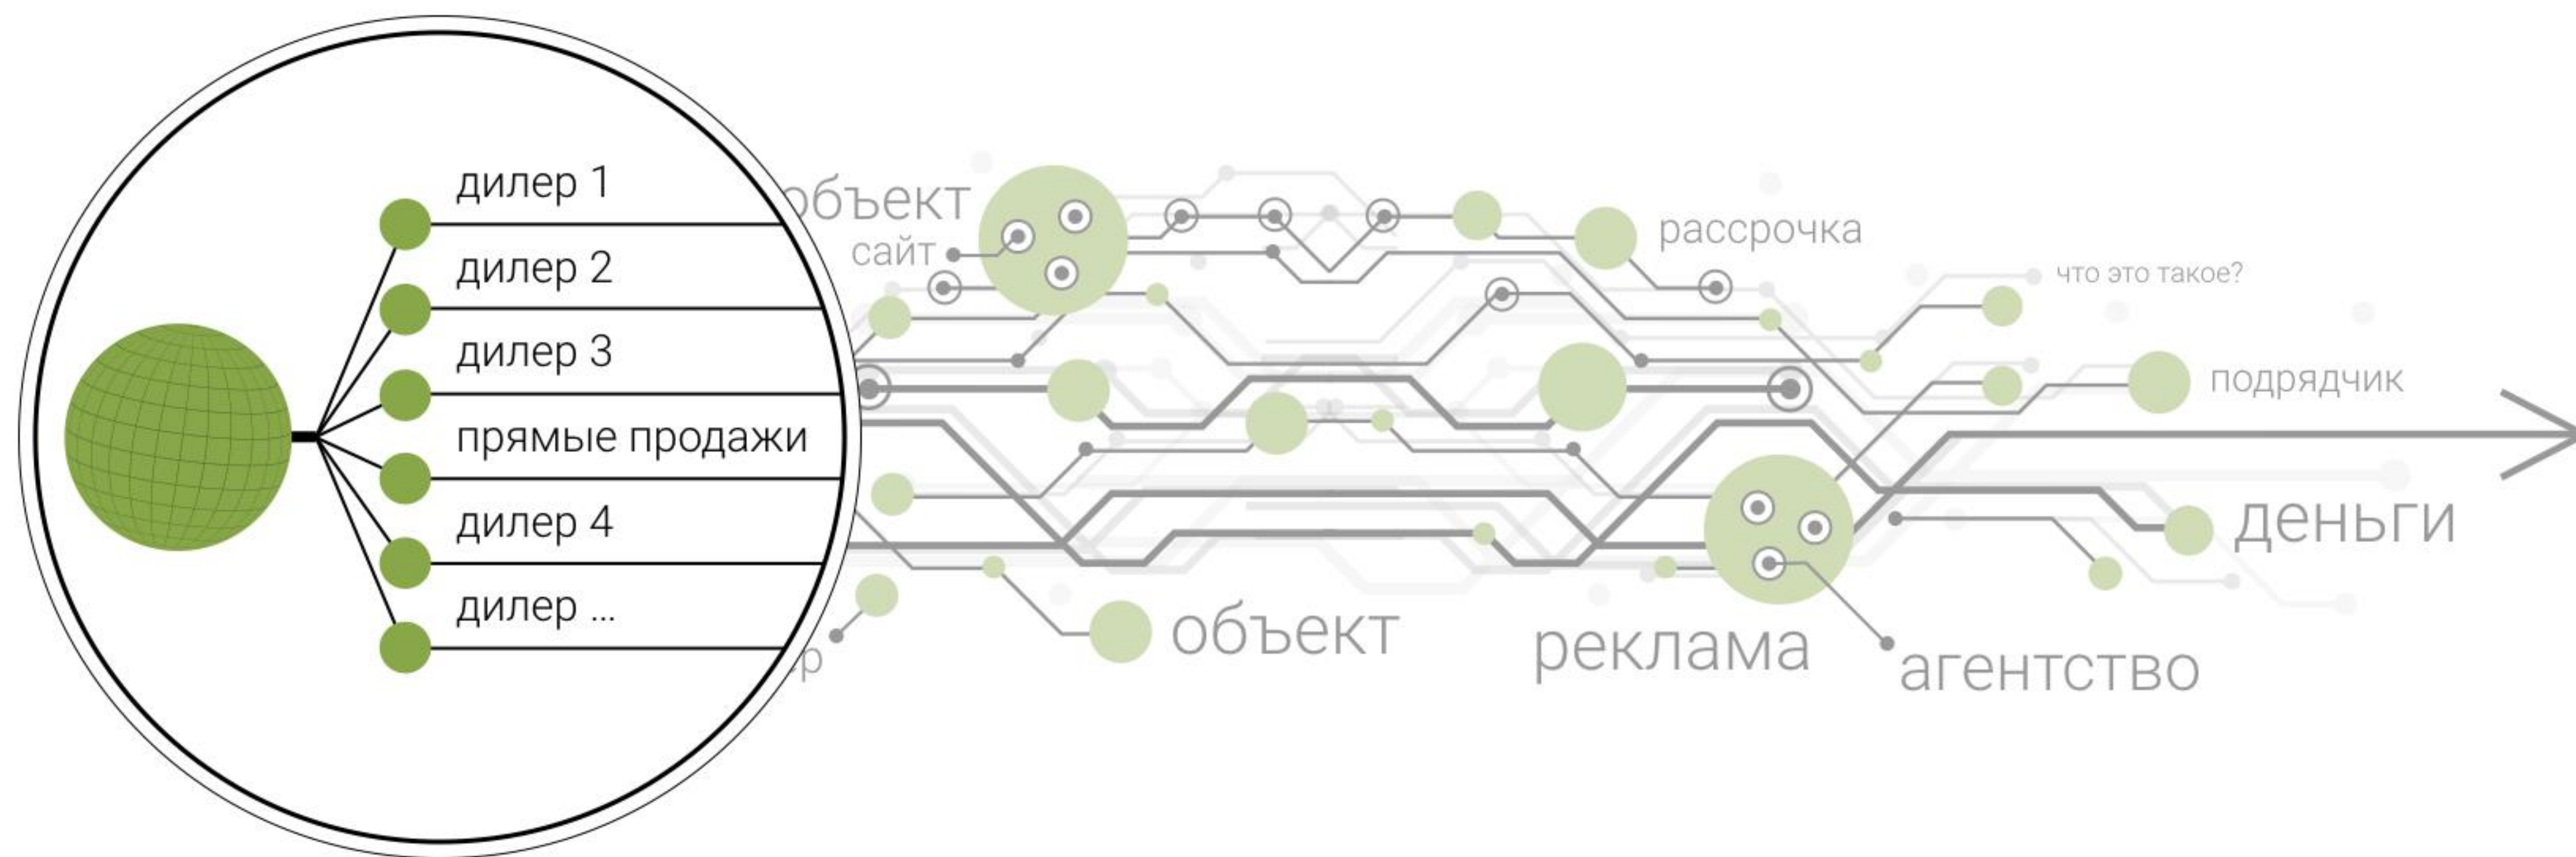 дилер 1
дилер 2
дилер 3
прямые продажи
дилер 4
дилер ...
объект
сайт
рассрочка
что это такое?
подрядчик
деньги
объект
реклама
агентство